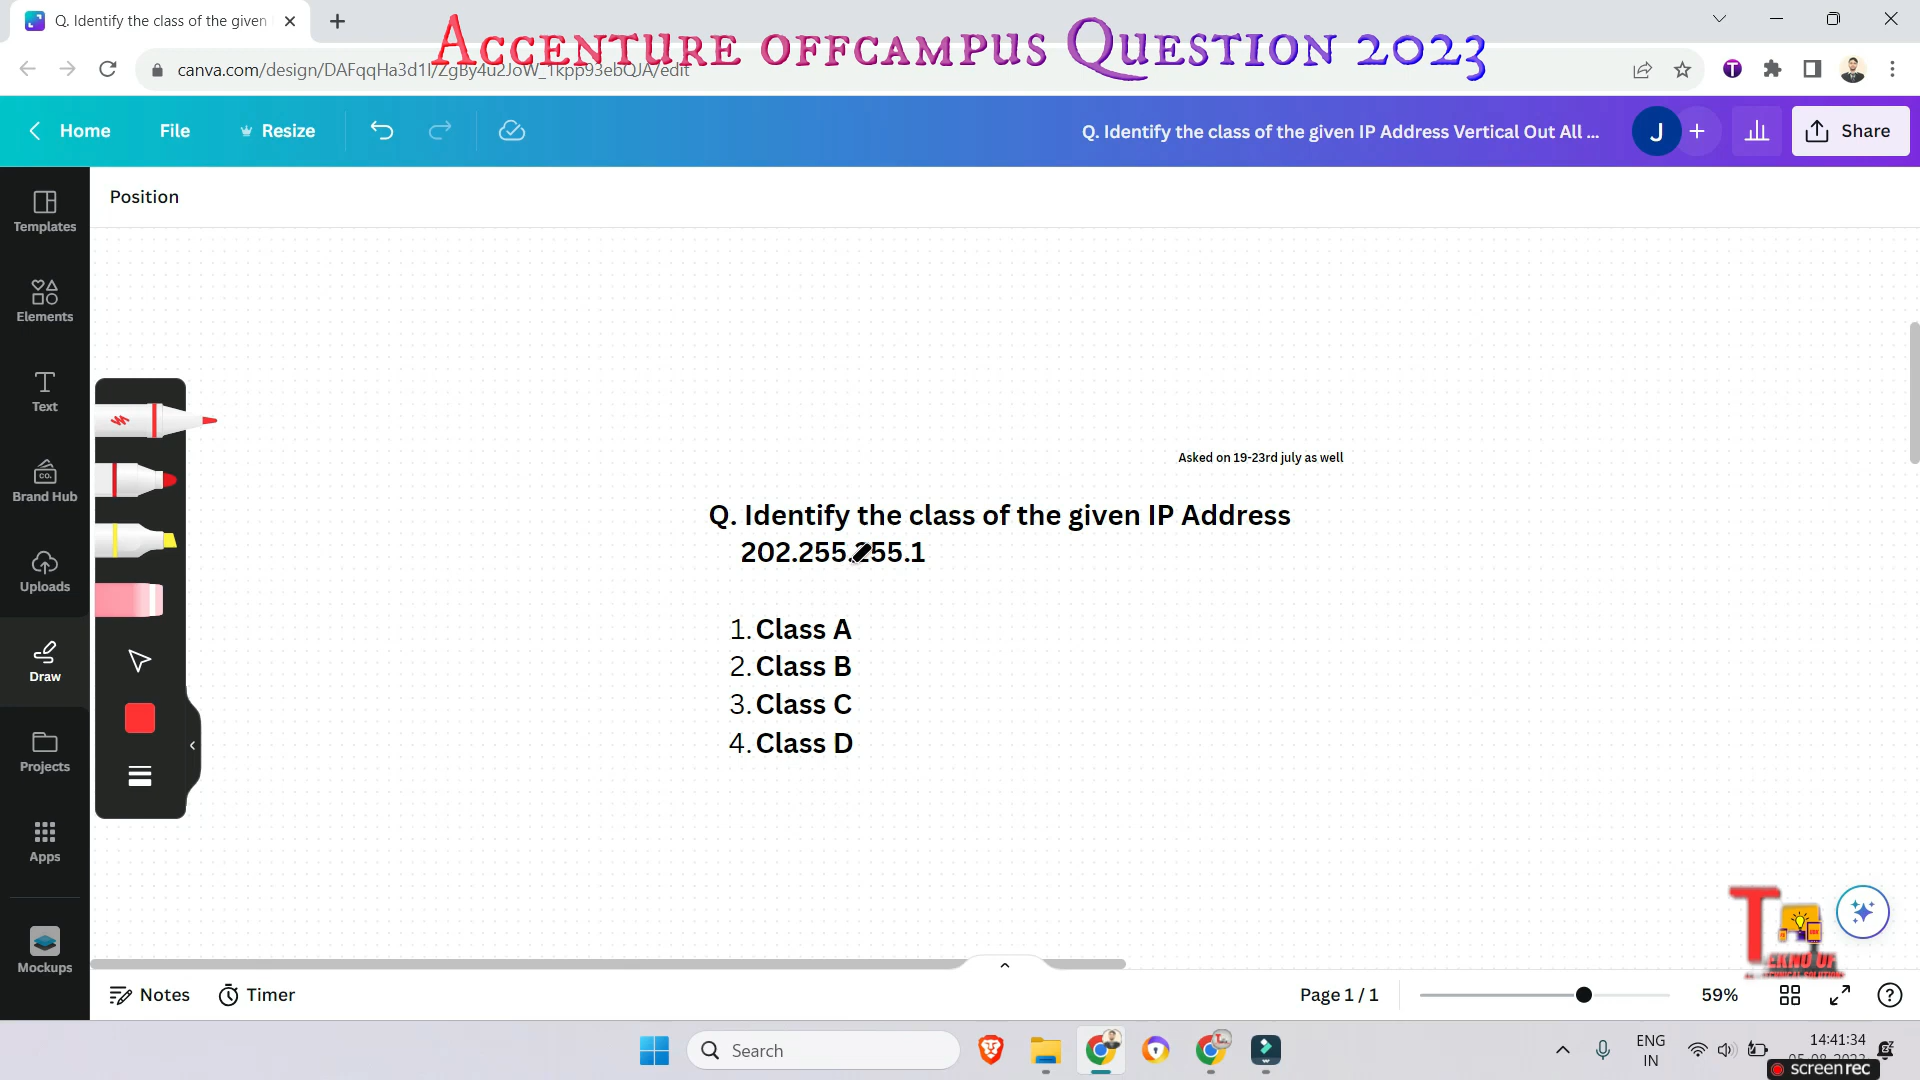 Q. Identify the class of the given
Accenture offcampus Question 2023
canva.com/design/DAFqqHa3d1I/ZgBy4u2JoW_1kpp93ebQJA/edit
Home
File
Resize
Q. Identify the class of the given IP Address Vertical Out All ...
J
Share
Position
Templates
Elements
Text
CO.
Brand Hub
Uploads
Draw
Projects
Apps
Mockups
Asked on 19-23rd july as well
Q. Identify the class of the given IP Address
202.255.255.1
1. Class A
2. Class B
3. Class C
4. Class D
Notes
Timer
Page 1 / 1
59%
Search
ENG
IN
14:41:34
05-08-2023
screenrec